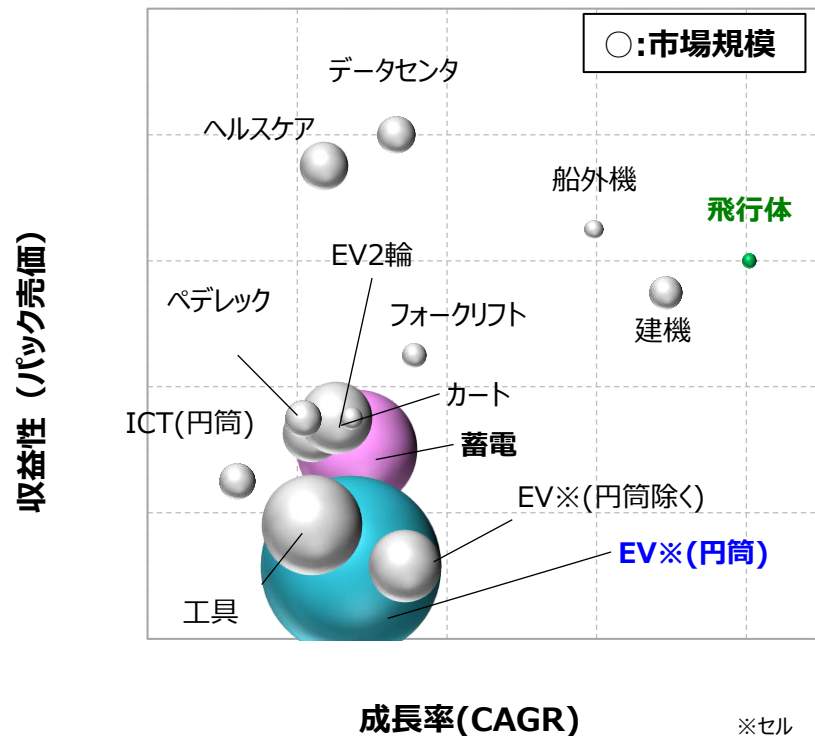 ○:市場規模
データセンタ
ヘルスケア
船外機
飛行体
EV2輪
ペデレック
フォークリフト
建機
カート
ICT(円筒)
蓄電
EV※(円筒除く)
EV※(円筒)
工具
収益性（パック売価）
成長率(CAGR)
※セル